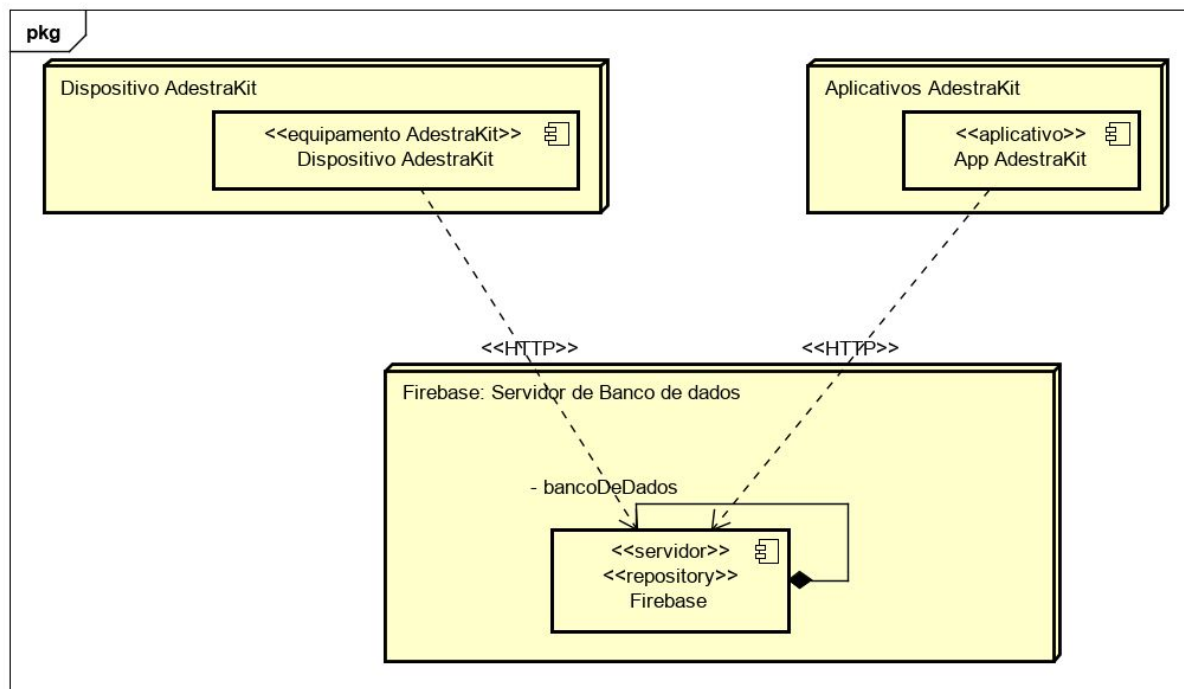 pkg
Dispositivo AdestraKit
<<equipamento AdestraKit>>
Dispositivo AdestraKit
Aplicativos AdestraKit
<<aplicativo>>
App AdestraKit
<<HTTP>>
<<HTTP>>
Firebase: Servidor de Banco de dados
- bancoDeDados
<<servidor>>
<<repository>>
Firebase